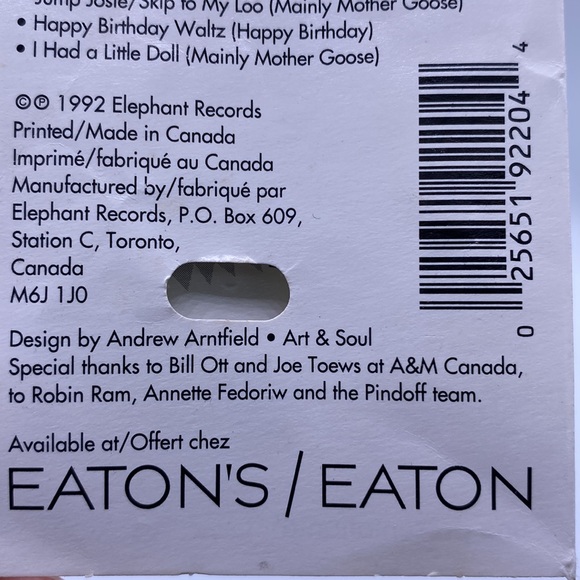 Jump Josie/Skip to My Loo (Mainly Mother Goose)
• Happy Birthday Waltz (Happy Birthday)
• I Had a Little Doll (Mainly Mother Goose)
©℗ 1992 Elephant Records
Printed/Made in Canada
Imprimé/fabriqué au Canada
Manufactured by/fabriqué par
Elephant Records, P.O. Box 609,
Station C, Toronto,
Canada
M6J 1J0
Design by Andrew Arntfield • Art & Soul
Special thanks to Bill Ott and Joe Toews at A&M Canada,
to Robin Ram, Annette Fedoriw and the Pindoff team.
Available at/Offert chez
EATON'S / EATON
0 25651 92204 4